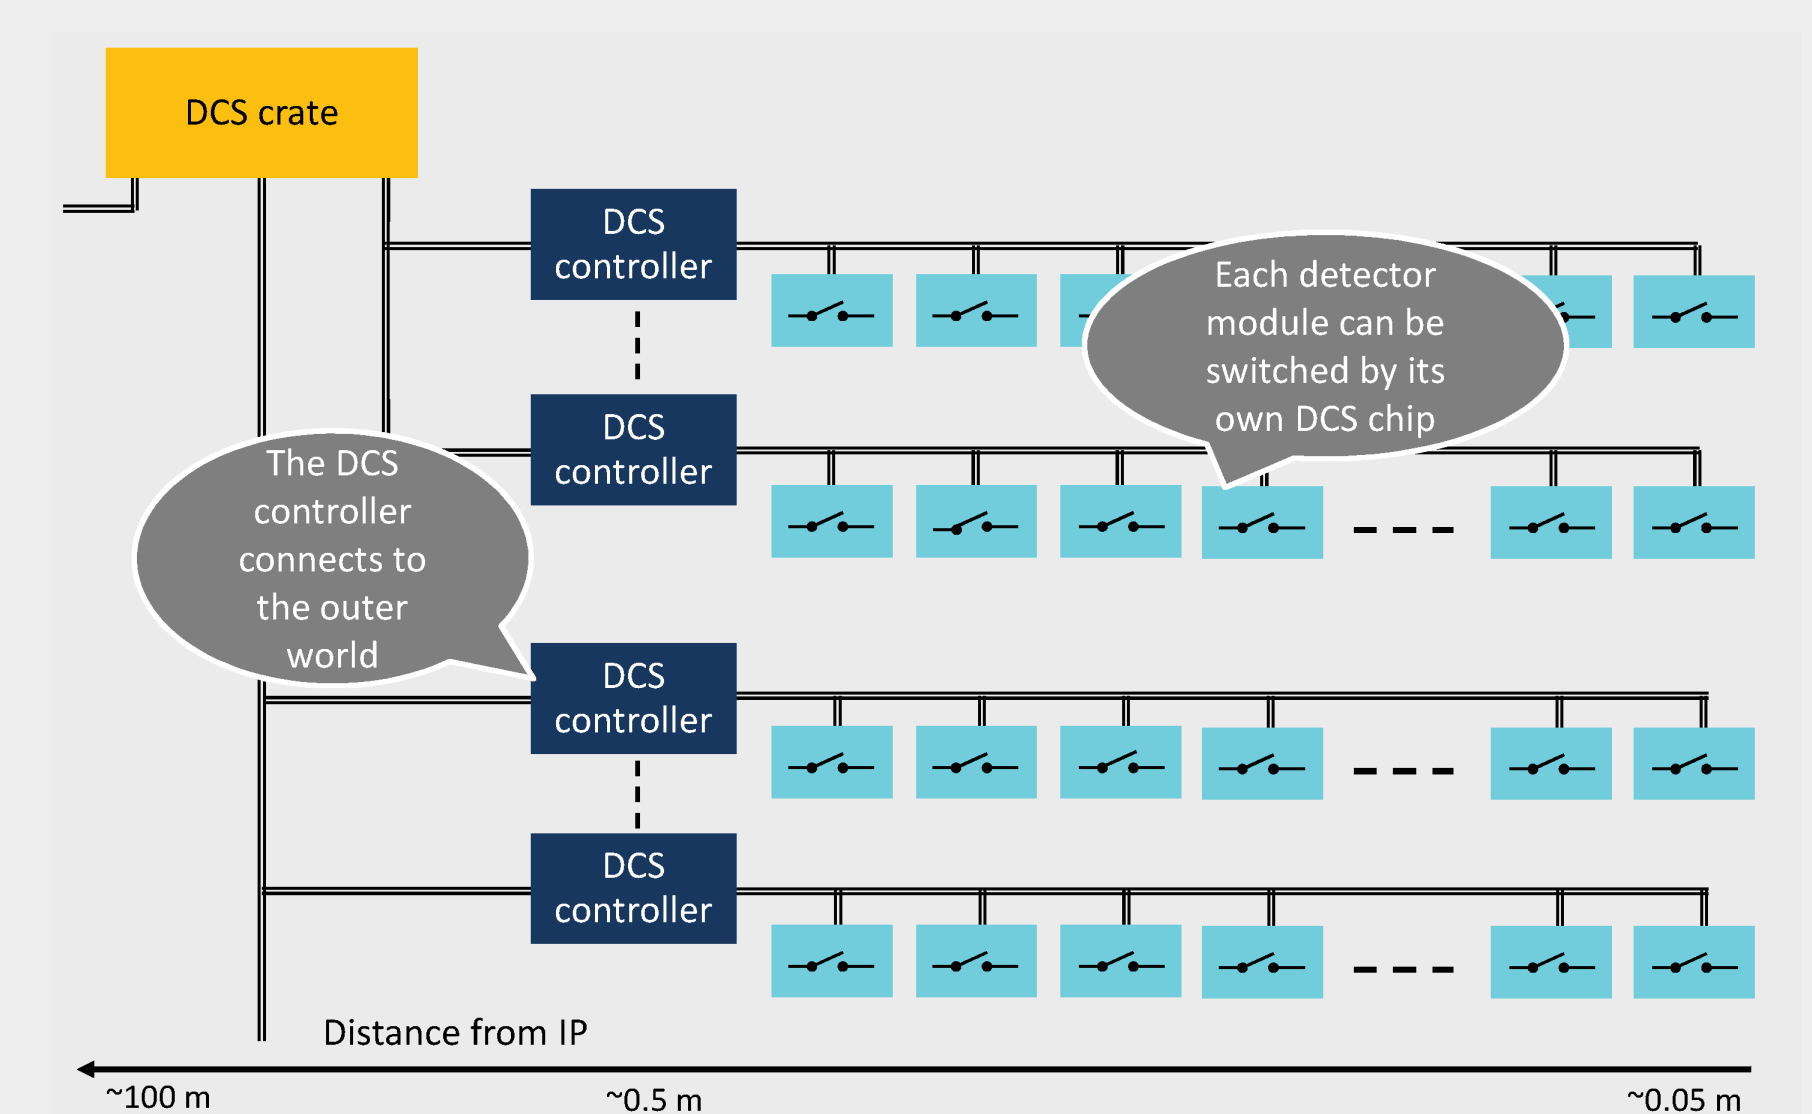 DCS crate
DCS
controller
Each detector
module can be
switched by its
own DCS chip
DCS
controller
The DCS
controller
connects to
the outer
world
DCS
controller
DCS
controller
Distance from IP
~100 m
~0.5 m
~0.05 m